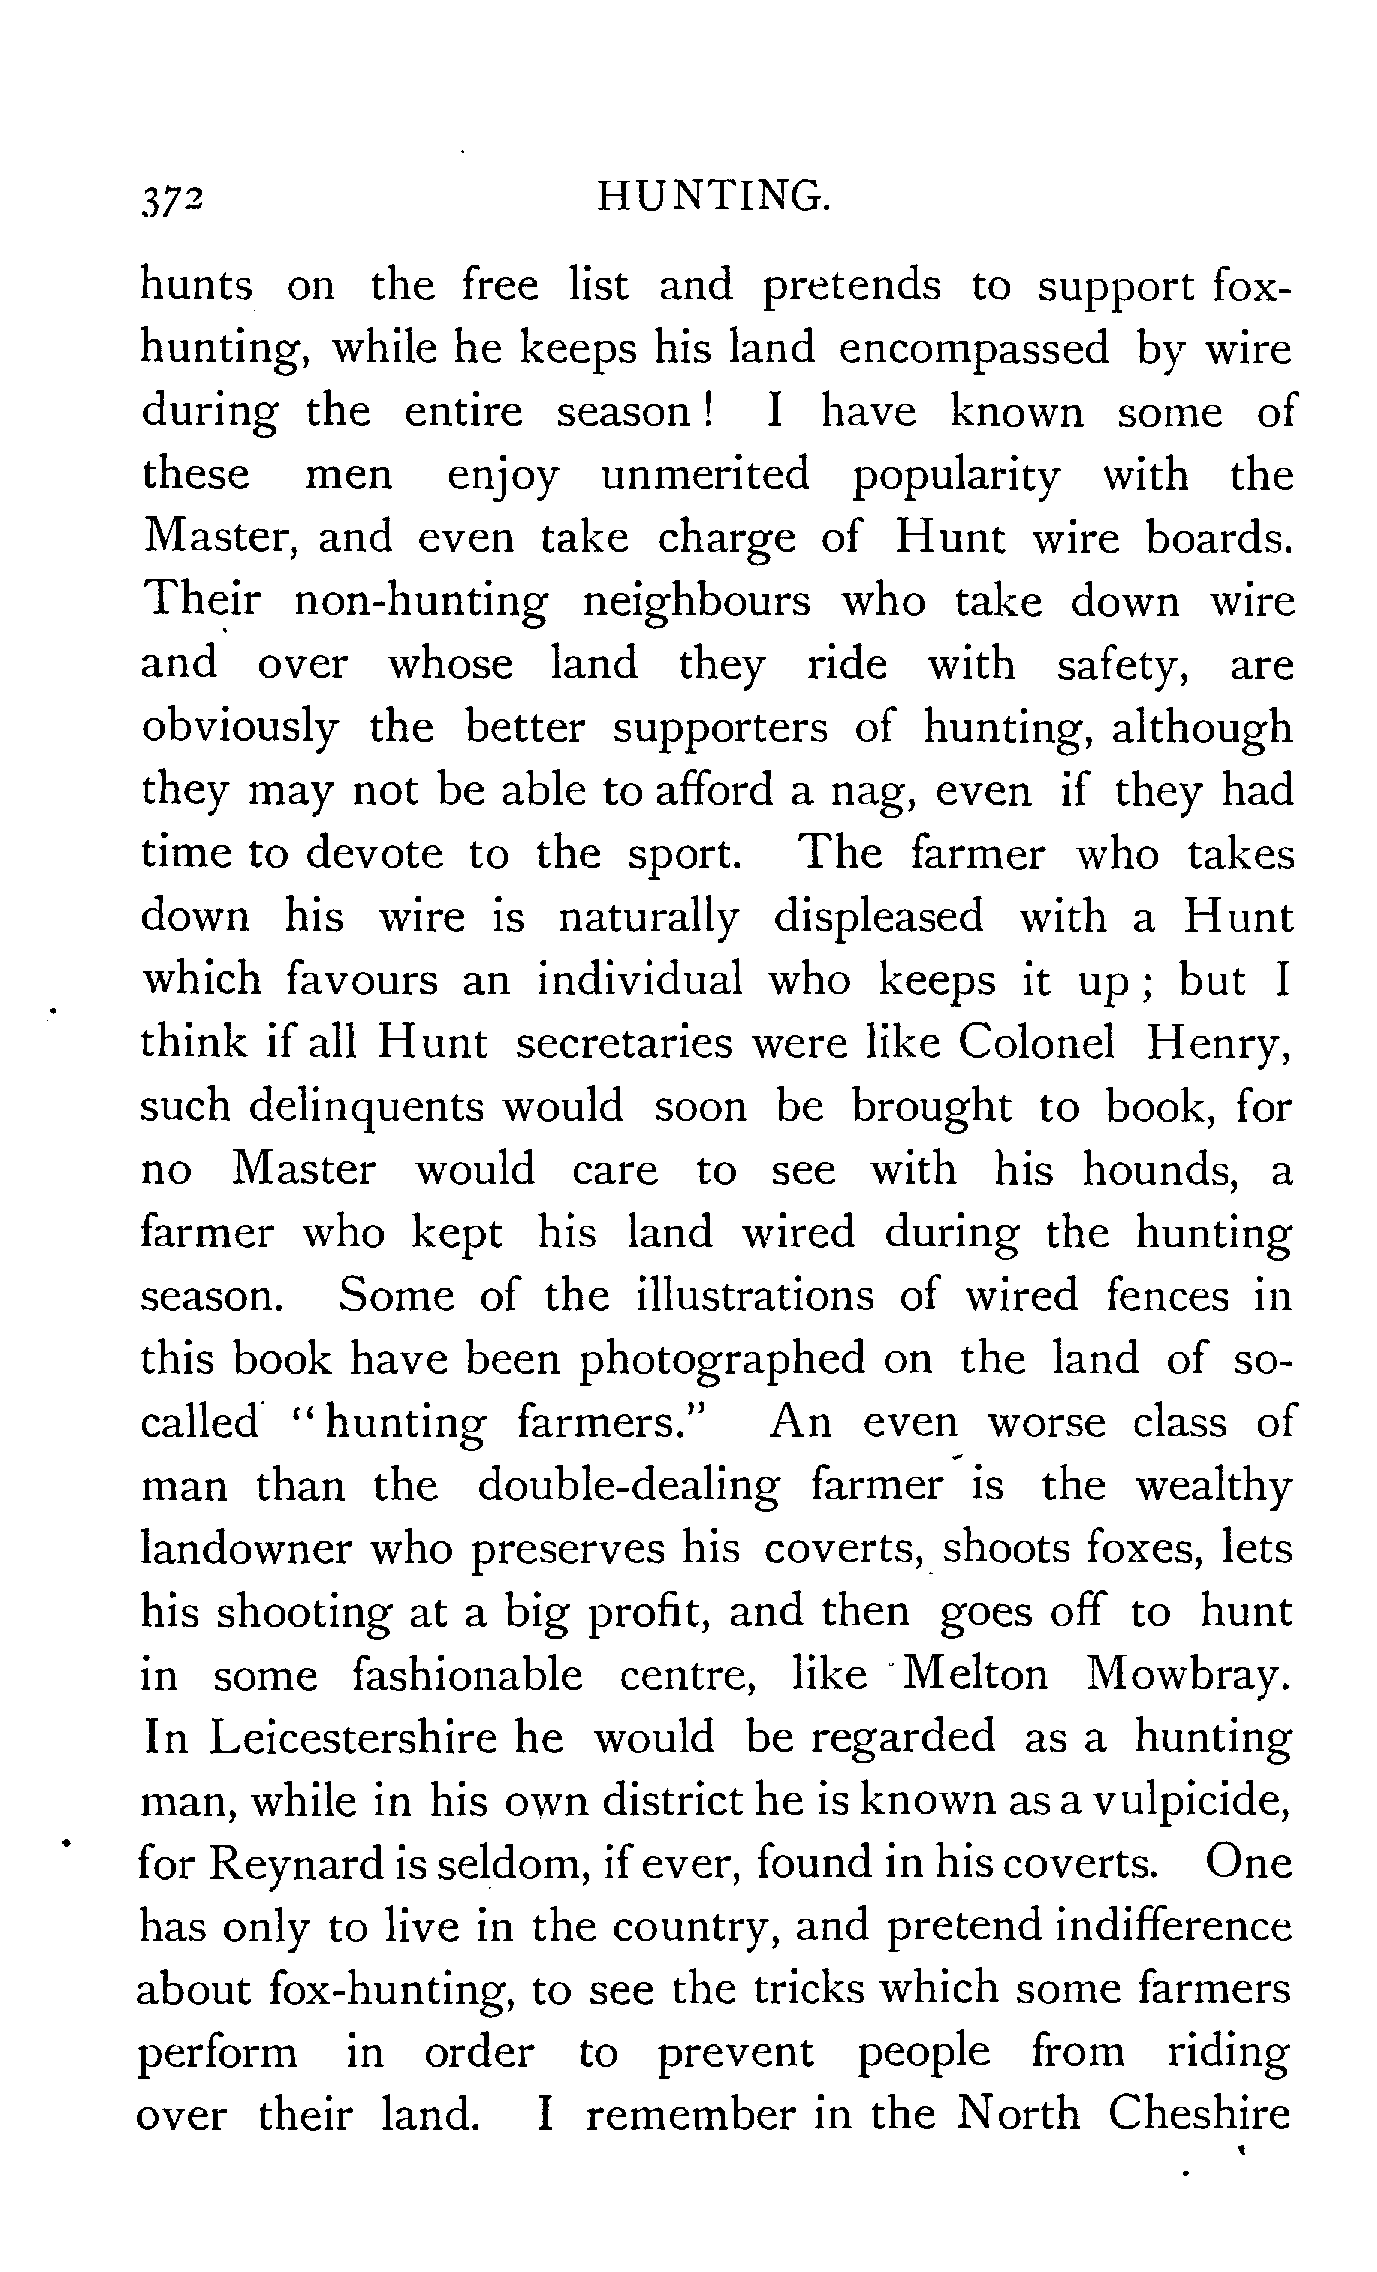 372 HUNTING.
hunts on the free list and pretends to support fox-
hunting, while he keeps his land encompassed by wire
during the entire season ! I have known some of
these men enjoy unmerited popularity with the
Master, and even take charge of Hunt wire boards.
Their non-hunting neighbours who take down wire
and over whose land they ride with safety, are
obviously the better supporters of hunting, although
they may not be able to afford a nag, even if they had
time to devote to the sport. The farmer who takes
down his wire is naturally displeased with a Hunt
which favours an individual who keeps it up ; but I
think if all Hunt secretaries were like Colonel Henry,
such delinquents would soon be brought to book, for
no Master would care to see with his hounds, a
farmer who kept his land wired during the hunting
season. Some of the illustrations of wired fences in
this book have been photographed on the land of so-
called "hunting farmers." An even worse class of
man than the double-dealing farmer is the wealthy
landowner who preserves his coverts, shoots foxes, lets
his shooting at a big profit, and then goes off to hunt
in some fashionable centre, like Melton Mowbray.
In Leicestershire he would be regarded as a hunting
man, while in his own district he is known as a vulpicide,
for Reynard is seldom, if ever, found in his coverts. One
has only to live in the country, and pretend indifference
about fox-hunting, to see the tricks which some farmers
perform in order to prevent people from riding
over their land. I remember in the North Cheshire